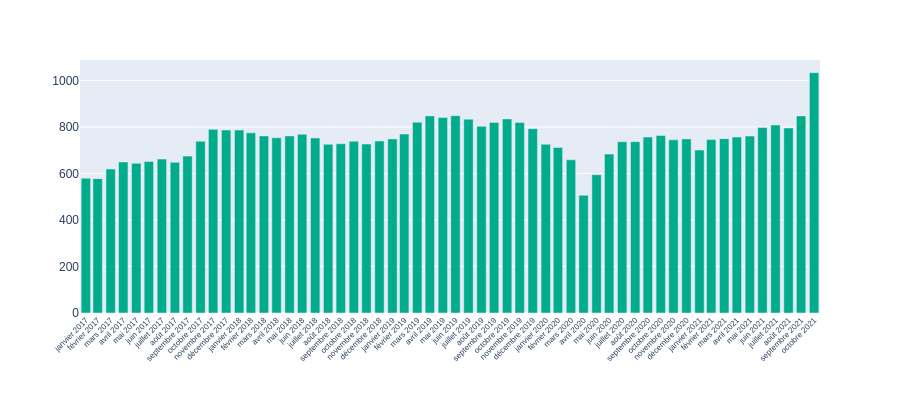 1000
800
600
400
200
0
janvier 2017
février 2017
mars 2017
avril 2017
mai 2017
juin 2017
juillet 2017
août 2017
septembre 2017
octobre 2017
novembre 2017
décembre 2017
janvier 2018
février 2018
mars 2018
avril 2018
mai 2018
juin 2018
juillet 2018
août 2018
septembre 2018
octobre 2018
novembre 2018
décembre 2018
janvier 2019
février 2019
mars 2019
avril 2019
mai 2019
juin 2019
juillet 2019
août 2019
septembre 2019
octobre 2019
novembre 2019
décembre 2019
janvier 2020
février 2020
mars 2020
avril 2020
mai 2020
juin 2020
juillet 2020
août 2020
septembre 2020
octobre 2020
novembre 2020
décembre 2020
janvier 2021
février 2021
mars 2021
avril 2021
mai 2021
juin 2021
juillet 2021
août 2021
septembre 2021
octobre 2021